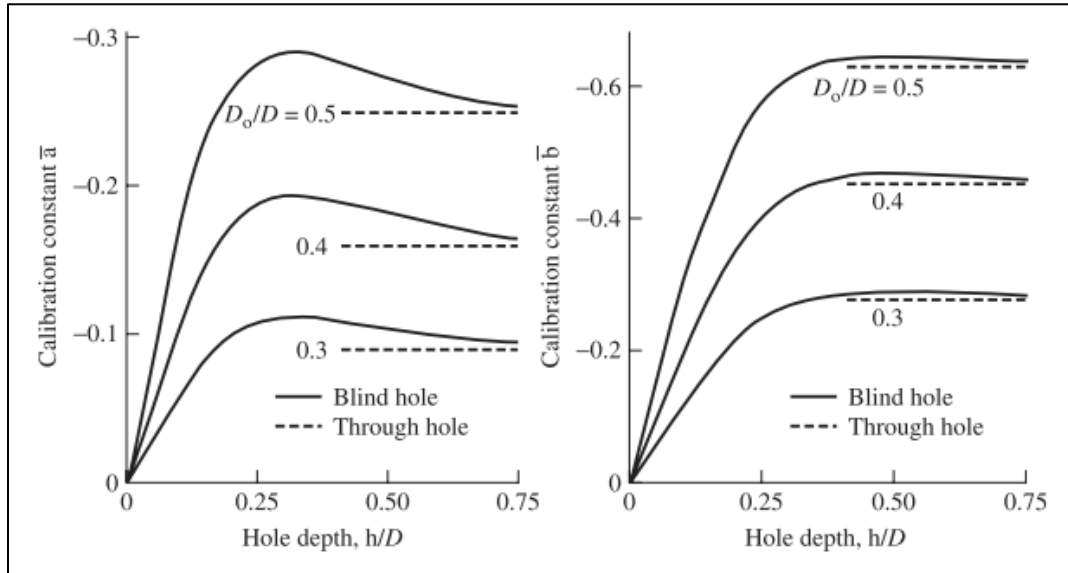 Calibration constant a̅
–0.3
–0.2
–0.1
0
Dₒ/D = 0.5
0.4
0.3
Blind hole
Through hole
0
0.25
0.50
0.75
Hole depth, h/D
Calibration constant b̅
–0.6
–0.4
–0.2
0
Dₒ/D = 0.5
0.4
0.3
Blind hole
Through hole
0
0.25
0.50
0.75
Hole depth, h/D